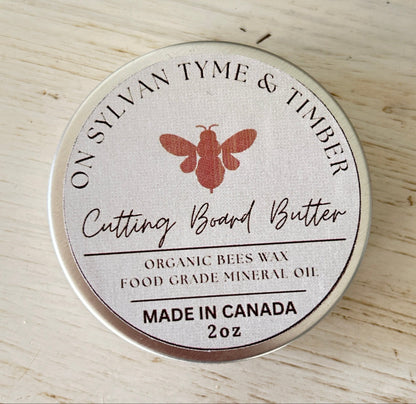 ON SYLVAN TYME & TIMBER
Cutting Board Butter
ORGANIC BEES WAX
FOOD GRADE MINERAL OIL
MADE IN CANADA
2oz